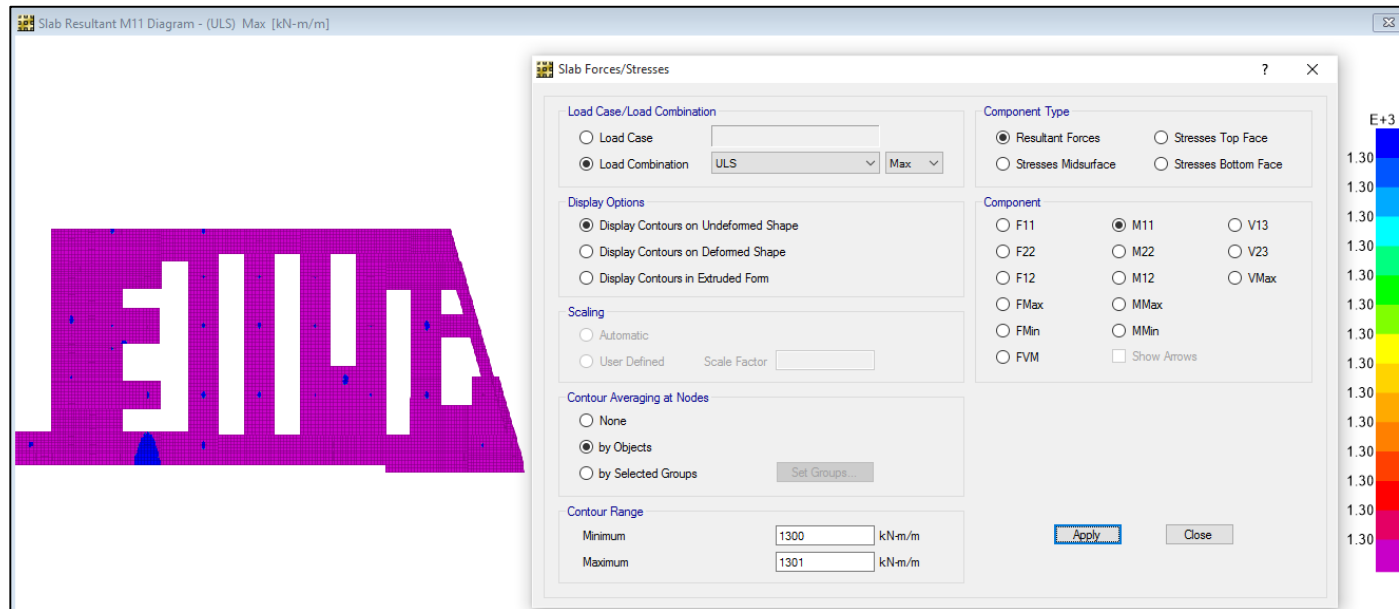 Slab Resultant M11 Diagram - (ULS) Max [kN-m/m]
Slab Forces/Stresses
?
Load Case/Load Combination
Load Case
Load Combination
ULS
Max
Display Options
Display Contours on Undeformed Shape
Display Contours on Deformed Shape
Display Contours in Extruded Form
Scaling
Automatic
User Defined
Scale Factor
Contour Averaging at Nodes
None
by Objects
by Selected Groups
Set Groups...
Contour Range
Minimum
1300
kN-m/m
Maximum
1301
kN-m/m
Component Type
Resultant Forces
Stresses Top Face
Stresses Midsurface
Stresses Bottom Face
Component
F11
M11
V13
F22
M22
V23
F12
M12
VMax
FMax
MMax
FMin
MMin
FVM
Show Arrows
Apply
Close
E+3
1.30
1.30
1.30
1.30
1.30
1.30
1.30
1.30
1.30
1.30
1.30
1.30
1.30
1.30